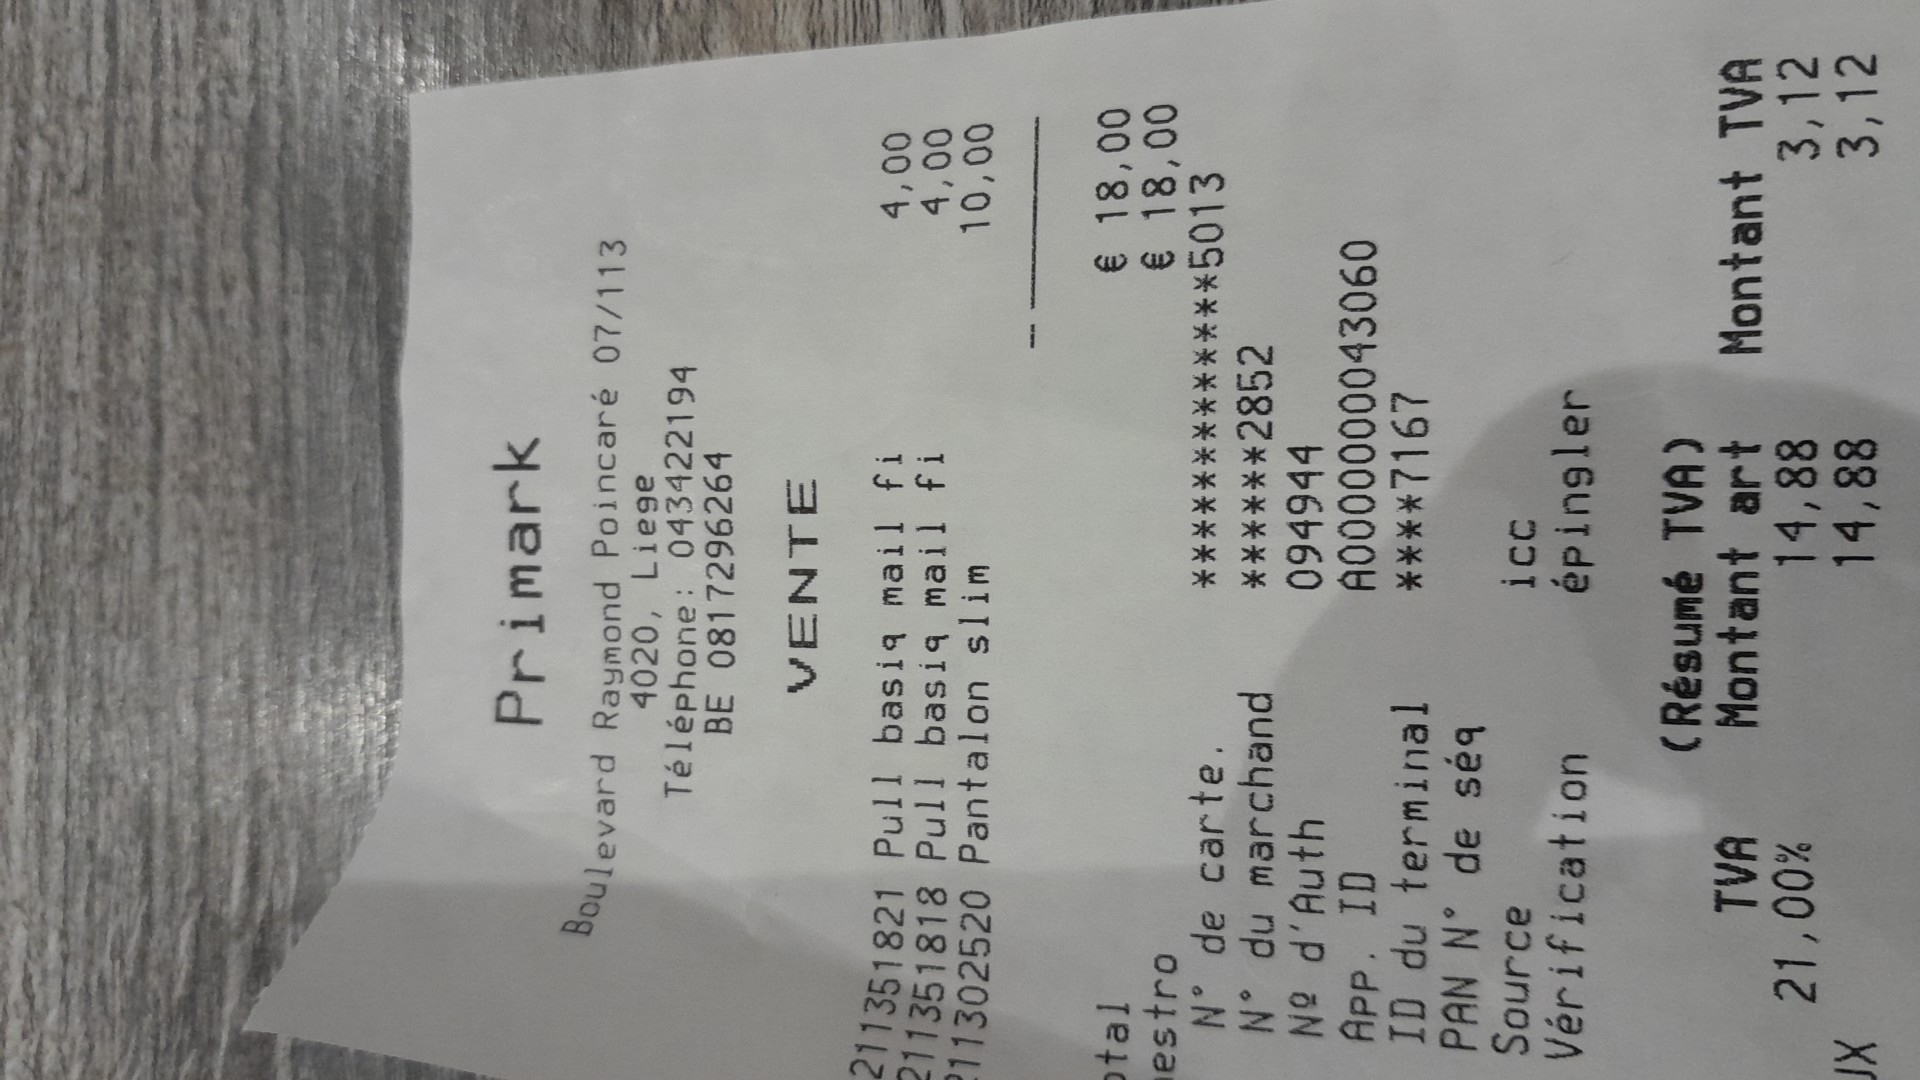 Primark
Boulevard Raymond Poincaré 07/113
4020, Liege
Téléphone: 043422194
BE 0817296264
VENTE
211351821 Pull basiq mail fi 4,00
211351818 Pull basiq mail fi 4,00
211302520 Pantalon slim 10,00
otal € 18,00
estro € 18,00
N° de carte. ****************5013
N° du marchand ******2852
Nº d'Auth 094944
App. ID A0000000043060
ID du terminal ****7167
PAN N° de séq
Source icc
Vérification épingler
(Résumé TVA)
TVA Montant art Montant TVA
21,00% 14,88 3,12
UX 14,88 3,12